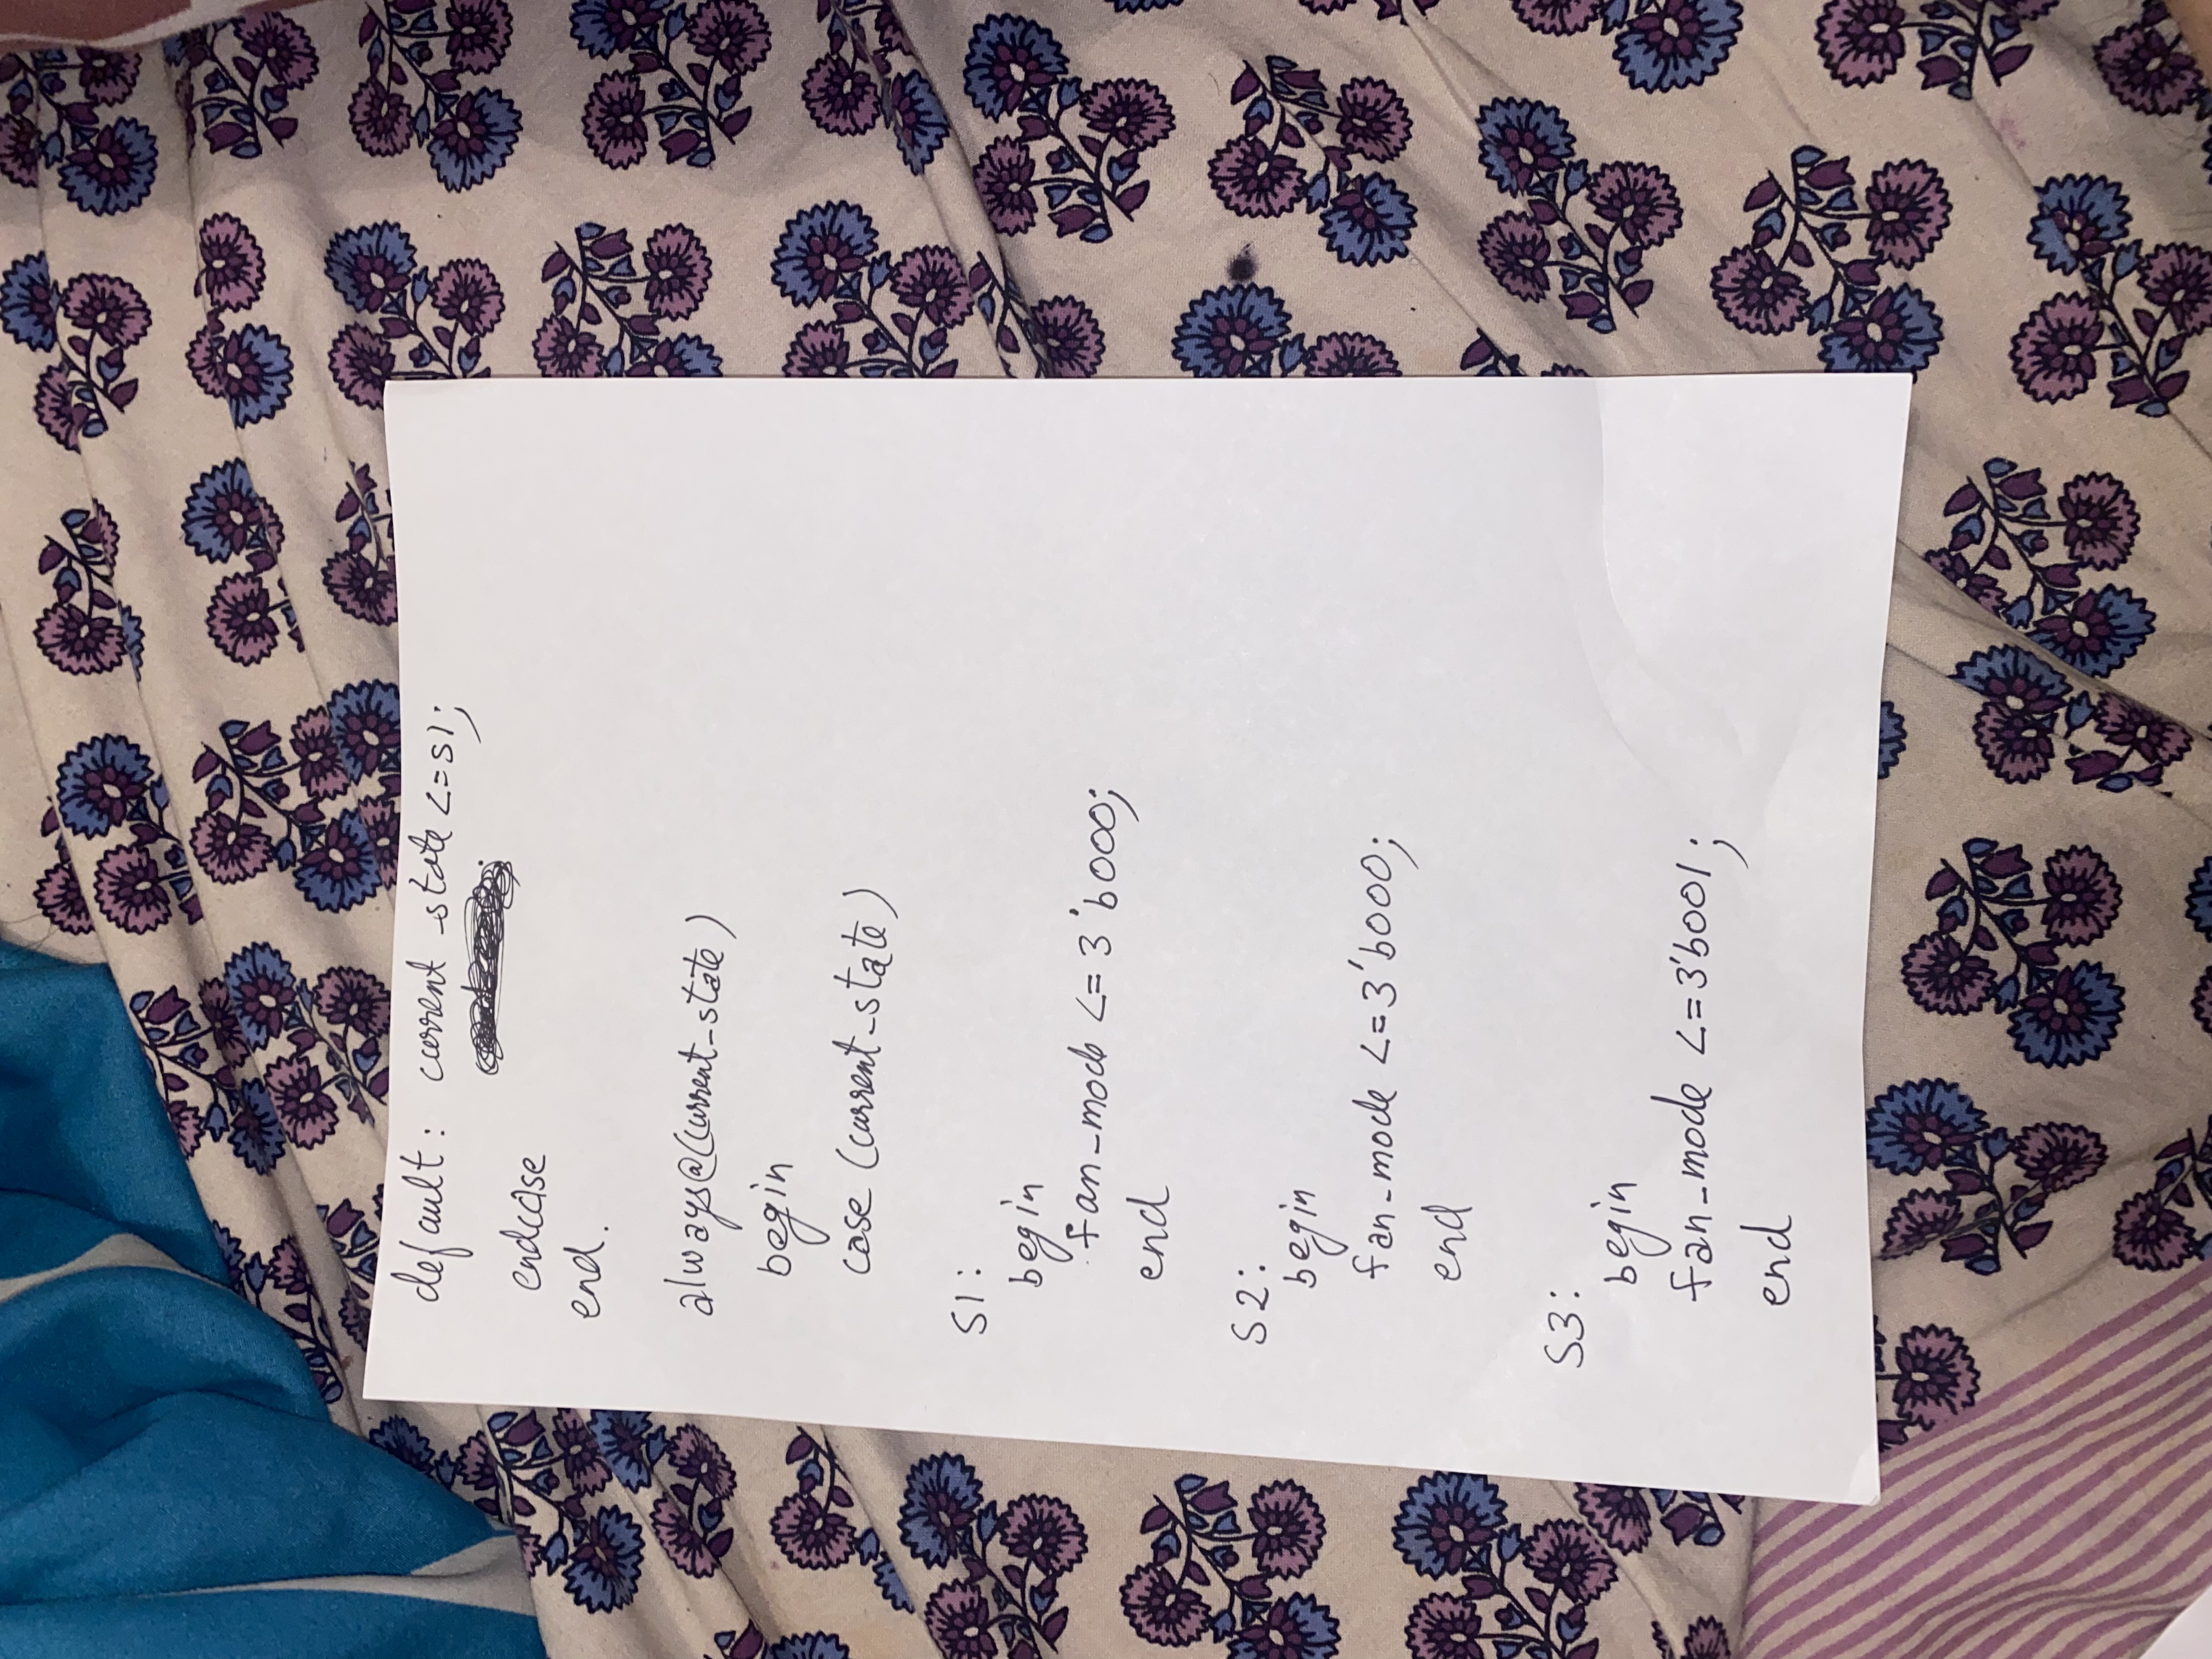 default: current_state <= S1;
endcase
end.
always@(current_state)
begin
case (current_state)
S1:
begin
fan_mode <= 3'b000;
end
S2:
begin
fan_mode <= 3'b000;
end
S3:
begin
fan_mode <= 3'b001;
end